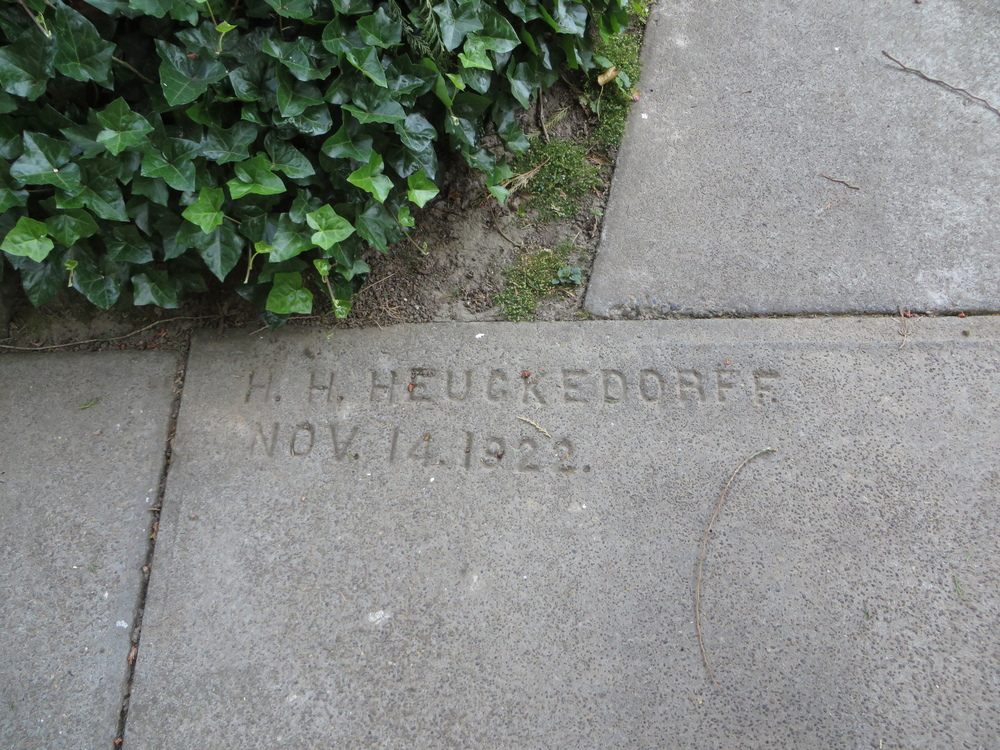 H. H. HEUCKEDORFF.
NOV. 14. 1922.